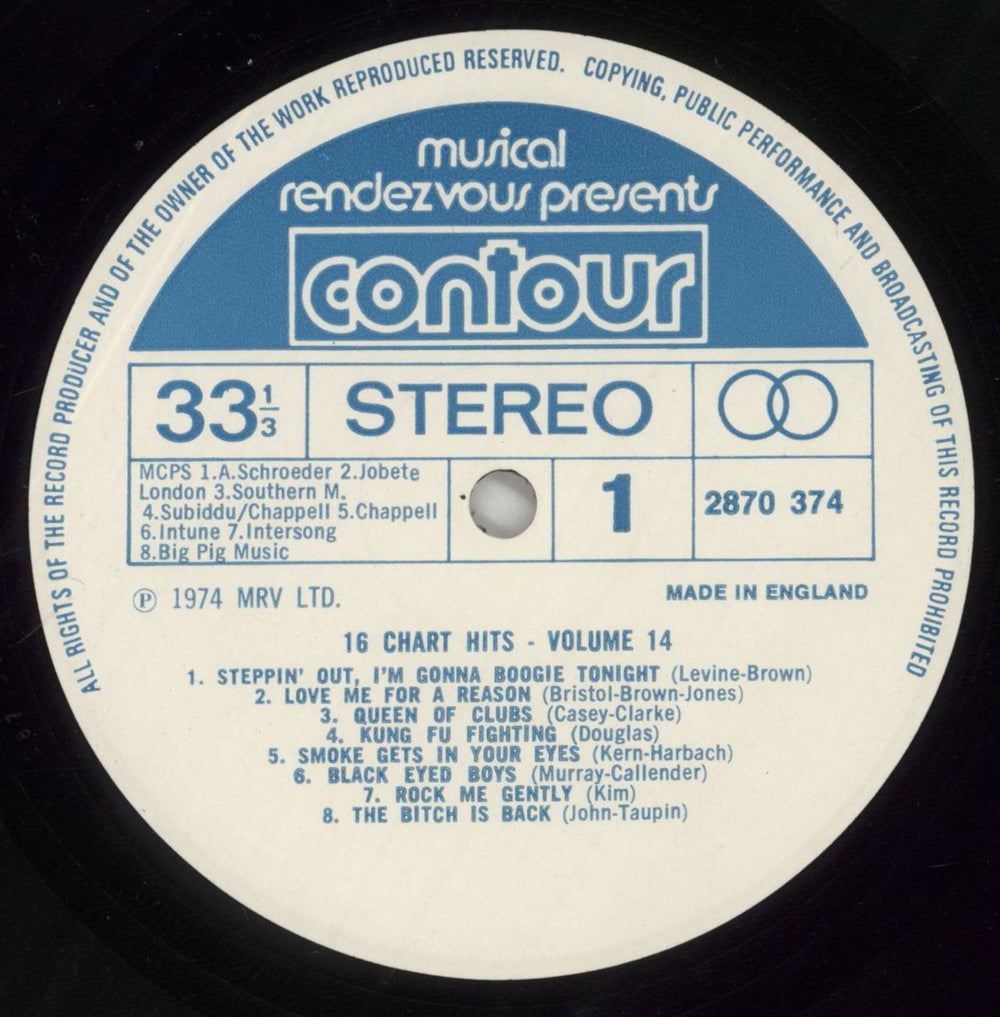 ALL RIGHTS OF THE RECORD PRODUCER AND OF THE OWNER OF THE WORK REPRODUCED RESERVED. COPYING, PUBLIC PERFORMANCE AND BROADCASTING OF THIS RECORD PROHIBITED
musical
rendezvous presents
contour
33 1/3 STEREO
MCPS 1.A.Schroeder 2.Jobete
London 3.Southern M.
4.Subiddu/Chappell 5.Chappell
6.Intune 7.Intersong
8.Big Pig Music
1
2870 374
Ⓟ 1974 MRV LTD.
MADE IN ENGLAND
16 CHART HITS - VOLUME 14
1. STEPPIN' OUT, I'M GONNA BOOGIE TONIGHT (Levine-Brown)
2. LOVE ME FOR A REASON (Bristol-Brown-Jones)
3. QUEEN OF CLUBS (Casey-Clarke)
4. KUNG FU FIGHTING (Douglas)
5. SMOKE GETS IN YOUR EYES (Kern-Harbach)
6. BLACK EYED BOYS (Murray-Callender)
7. ROCK ME GENTLY (Kim)
8. THE BITCH IS BACK (John-Taupin)